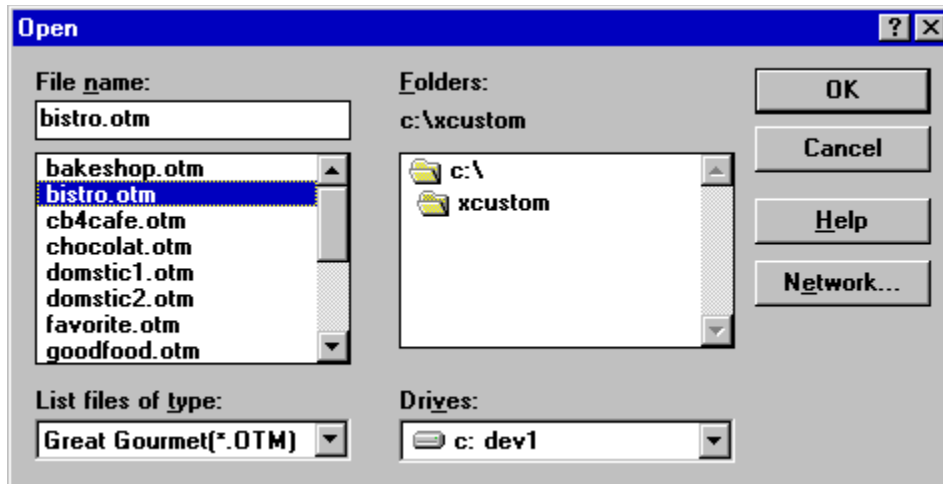 Open
File name:
bistro.otm
bakeshop.otm
bistro.otm
cb4cafe.otm
chocolat.otm
domstic1.otm
domstic2.otm
favorite.otm
goodfood.otm
List files of type:
Great Gourmet(*.OTM)
Folders:
c:\xcustom
c:\
xcustom
Drives:
c: dev1
OK
Cancel
Help
Network...